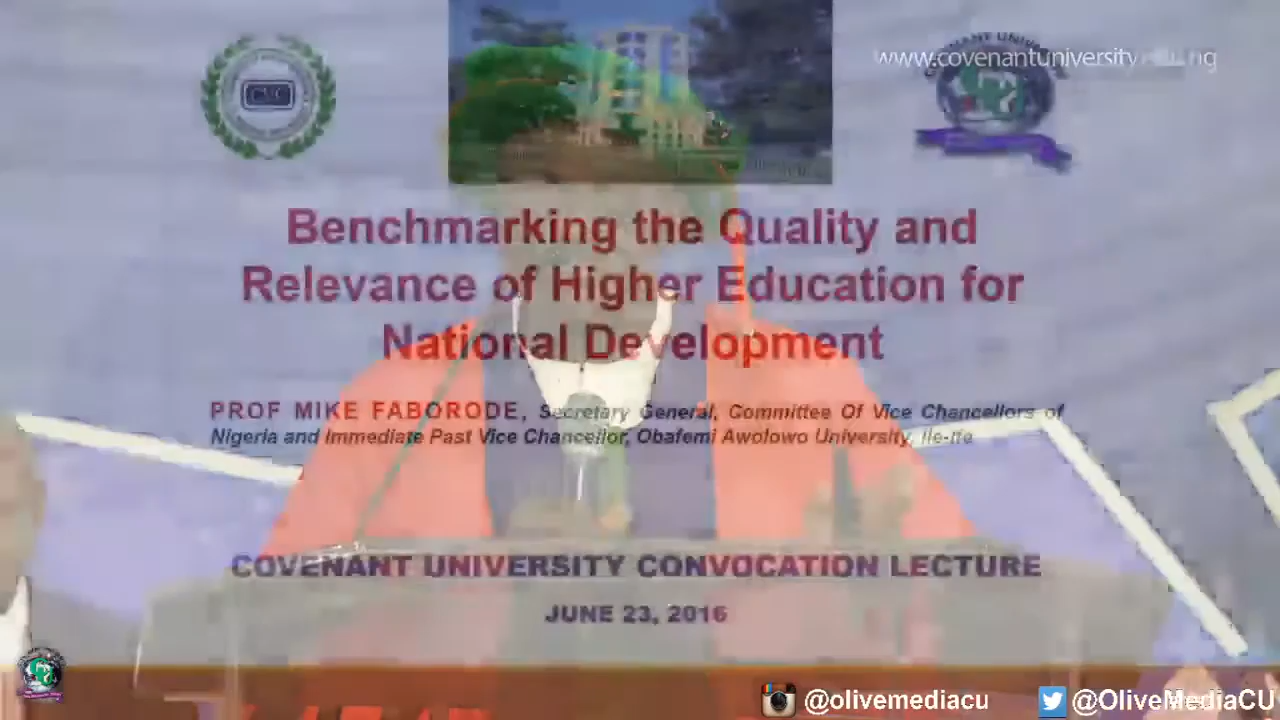 www.covenantuniversity.edu.ng
CVC
Benchmarking the Quality and
Relevance of Higher Education for
National Development
PROF MIKE FABORODE, Secretary General, Committee Of Vice Chancellors of
Nigeria and Immediate Past Vice Chancellor, Obafemi Awolowo University, Ile-Ife
COVENANT UNIVERSITY CONVOCATION LECTURE
JUNE 23, 2016
@olivemediacu
@OliveMediaCU